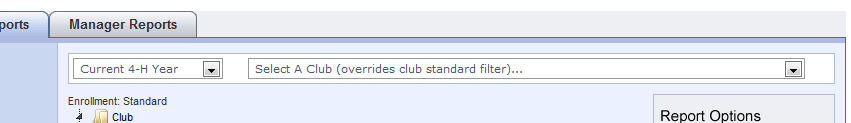 ports Manager Reports
Current 4-H Year Select A Club (overrides club standard filter)...
Enrollment: Standard
Club
Report Options